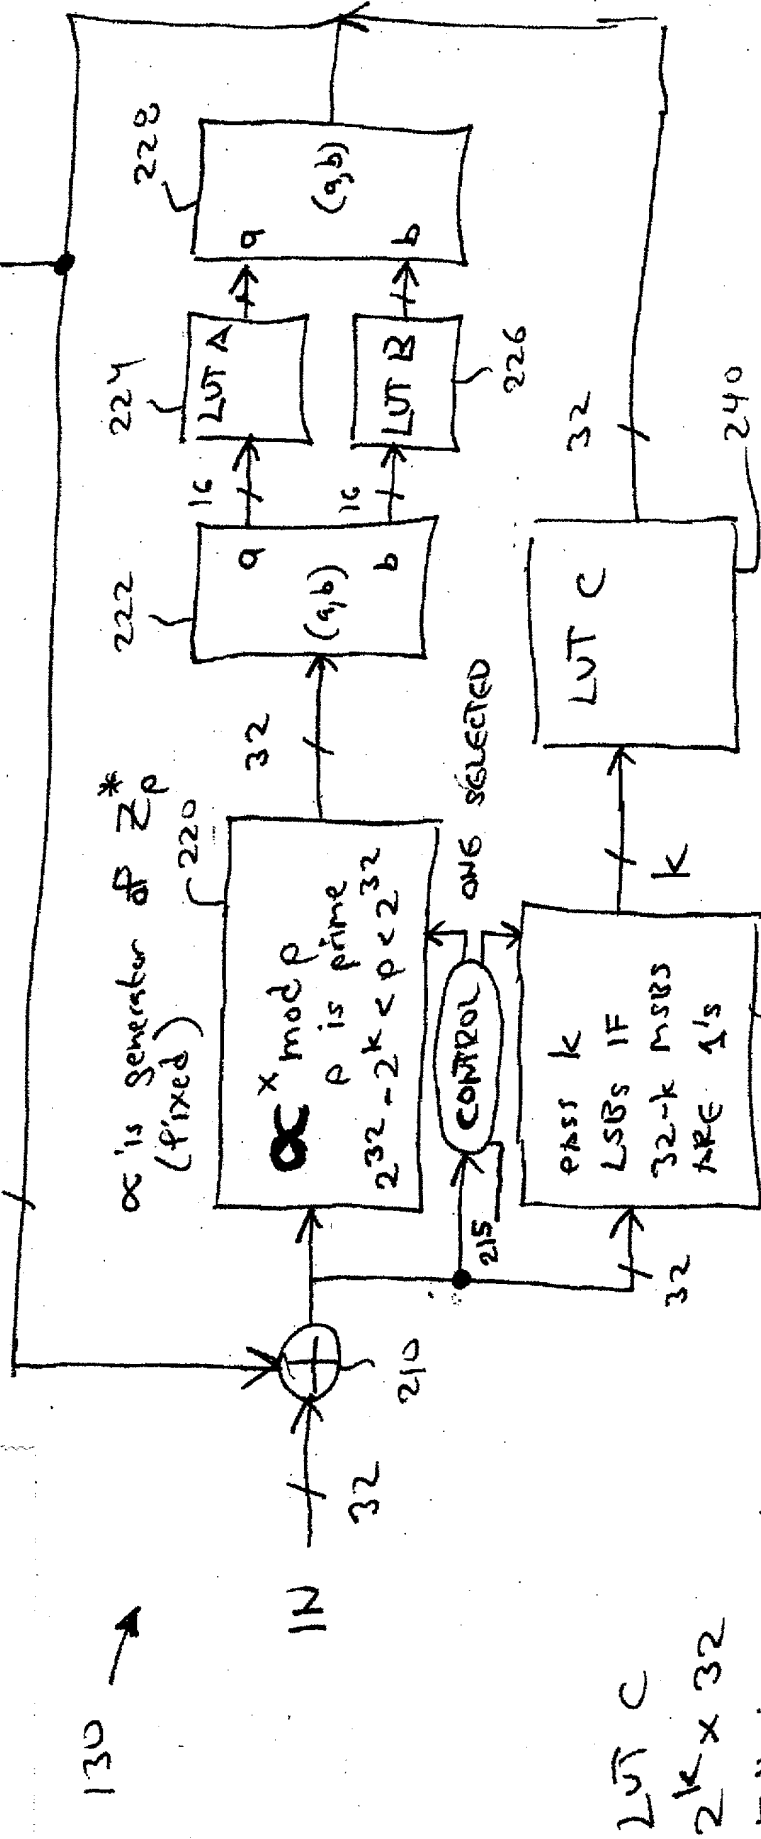 130
IN
32
210
α is generator of Z*p
(fixed)
220
α^x mod p
p is prime
2^32 - 2^k < p < 2^32
32
222
(a,b)
a
b
16
16
224
LUT A
LUT B
226
228
a
b
(a,b)
215
CONTROL
ONE SELECTED
32
PASS k
LSBs IF
32-k MSBs
ARE 1's
k
LUT C
240
32
LUT C
2^k x 32